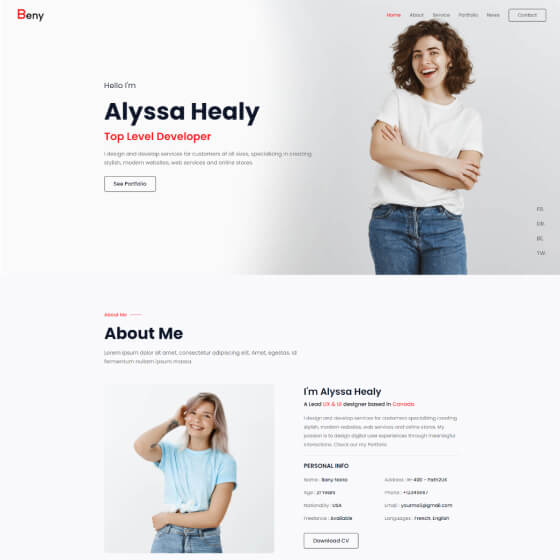 Beny
Home About Service Portfolio News Contact
Hello I'm
Alyssa Healy
Top Level Developer
I design and develop services for customers of all sizes, specializing in creating
stylish, modern websites, web services and online stores.
See Portfolio
FB.
DR.
BE.
TW.
About Me
About Me
Lorem ipsum dolor sit amet, consectetur adipiscing elit. Amet, egestas, id
fermentum nullam ipsum massa.
I'm Alyssa Healy
A Lead UX & UI designer based in Canada
I design and develop services for customers specializing creating
stylish, modern websites, web services and online stores. My
passion is to design digital user experiences through meaningful
interactions. Check out my Portfolio
PERSONAL INFO
Name : Beny Noira
Address :
Age : 21 Years
Phone : +12345667
Nationality : USA
Email : yourmail@gmail.com
Freelance : Available
Languages : French, English
Download CV